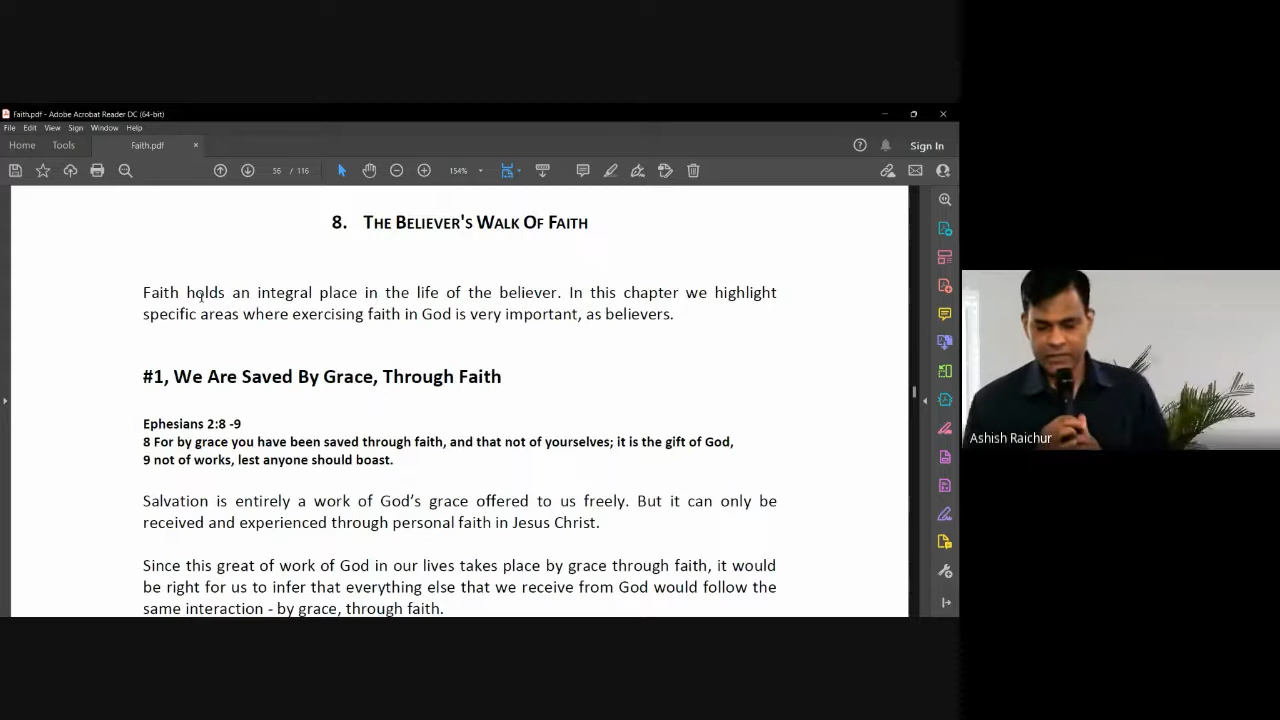 Faith.pdf - Adobe Acrobat Reader DC (64-bit)
File Edit View Sign Window Help
Home Tools Faith.pdf × Sign In
56 / 116 154%
8. THE BELIEVER'S WALK OF FAITH
Faith holds an integral place in the life of the believer. In this chapter we highlight
specific areas where exercising faith in God is very important, as believers.
#1, We Are Saved By Grace, Through Faith
Ephesians 2:8 -9
8 For by grace you have been saved through faith, and that not of yourselves; it is the gift of God,
9 not of works, lest anyone should boast.
Salvation is entirely a work of God’s grace offered to us freely. But it can only be
received and experienced through personal faith in Jesus Christ.
Since this great of work of God in our lives takes place by grace through faith, it would
be right for us to infer that everything else that we receive from God would follow the
same interaction - by grace, through faith.
Ashish Raichur